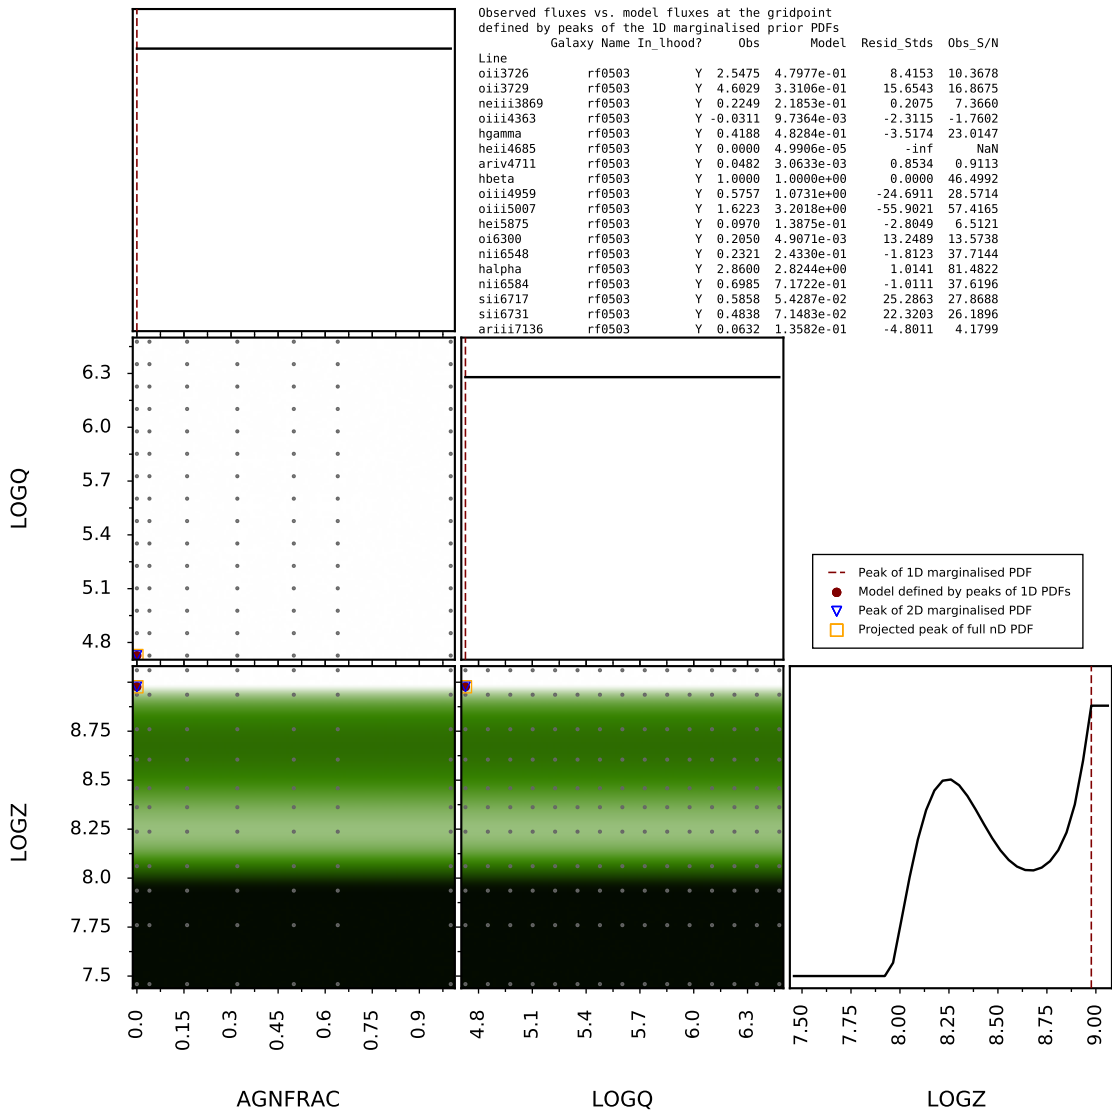 Observed fluxes vs. model fluxes at the gridpoint
defined by peaks of the 1D marginalised prior PDFs
Galaxy Name In_lhood? Obs Model Resid_Stds Obs_S/N
Line
oii3726 rf0503 Y 2.5475 4.7977e-01 8.4153 10.3678
oii3729 rf0503 Y 4.6029 3.3106e-01 15.6543 16.8675
neiii3869 rf0503 Y 0.2249 2.1853e-01 0.2075 7.3660
oiii4363 rf0503 Y -0.0311 9.7364e-03 -2.3115 -1.7602
hgamma rf0503 Y 0.4188 4.8284e-01 -3.5174 23.0147
heii4685 rf0503 Y 0.0000 4.9906e-05 -inf NaN
ariv4711 rf0503 Y 0.0482 3.0633e-03 0.8534 0.9113
hbeta rf0503 Y 1.0000 1.0000e+00 0.0000 46.4992
oiii4959 rf0503 Y 0.5757 1.0731e+00 -24.6911 28.5714
oiii5007 rf0503 Y 1.6223 3.2018e+00 -55.9021 57.4165
hei5875 rf0503 Y 0.0970 1.3875e-01 -2.8049 6.5121
oi6300 rf0503 Y 0.2050 4.9071e-03 13.2489 13.5738
nii6548 rf0503 Y 0.2321 2.4330e-01 -1.8123 37.7144
halpha rf0503 Y 2.8600 2.8244e+00 1.0141 81.4822
nii6584 rf0503 Y 0.6985 7.1722e-01 -1.0111 37.6196
sii6717 rf0503 Y 0.5858 5.4287e-02 25.2863 27.8688
sii6731 rf0503 Y 0.4838 7.1483e-02 22.3203 26.1896
ariii7136 rf0503 Y 0.0632 1.3582e-01 -4.8011 4.1799
6.3
6.0
5.7
5.4
5.1
4.8
LOGQ
Peak of 1D marginalised PDF
Model defined by peaks of 1D PDFs
Peak of 2D marginalised PDF
Projected peak of full nD PDF
8.75
8.5
8.25
8.0
7.75
7.5
LOGZ
0.0 0.15 0.3 0.45 0.6 0.75 0.9
4.8 5.1 5.4 5.7 6.0 6.3
7.50 7.75 8.00 8.25 8.50 8.75 9.00
AGNFRAC LOGQ LOGZ